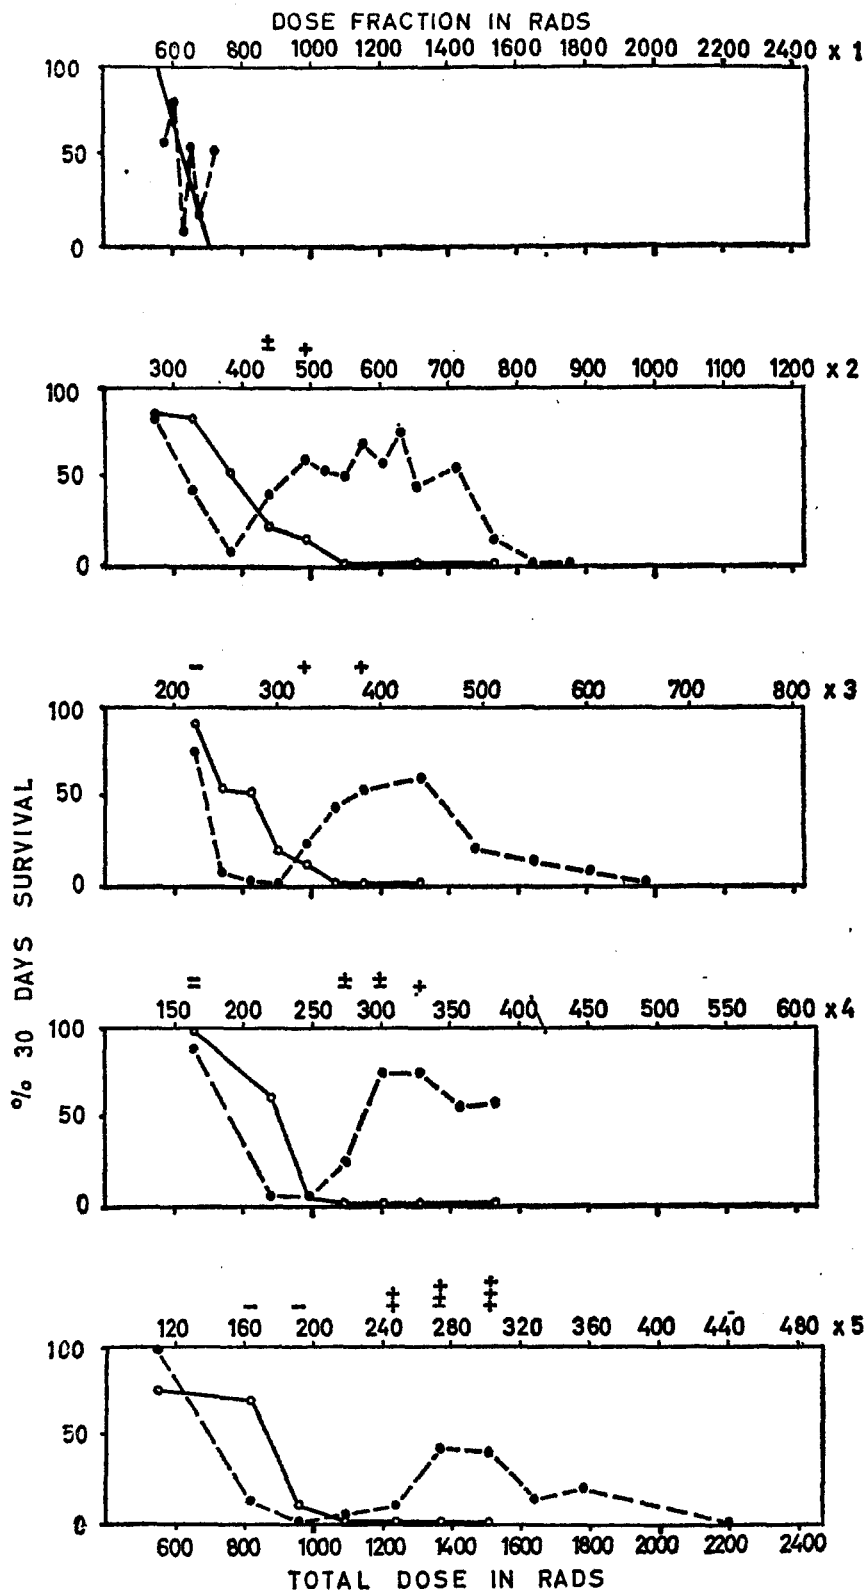 DOSE FRACTION IN RADS
600 800 1000 1200 1400 1600 1800 2000 2200 2400 x 1
100
50
0
± +
300 400 500 600 700 800 900 1000 1100 1200 x 2
100
50
0
- + +
200 300 400 500 600 700 800 x 3
100
50
0
= ± ± +
150 200 250 300 350 400 450 500 550 600 x 4
100
50
0
% 30 DAYS SURVIVAL
120 160 200 240 280 320 360 400 440 480 x 5
100
50
0
600 800 1000 1200 1400 1600 1800 2000 2200 2400
TOTAL DOSE IN RADS